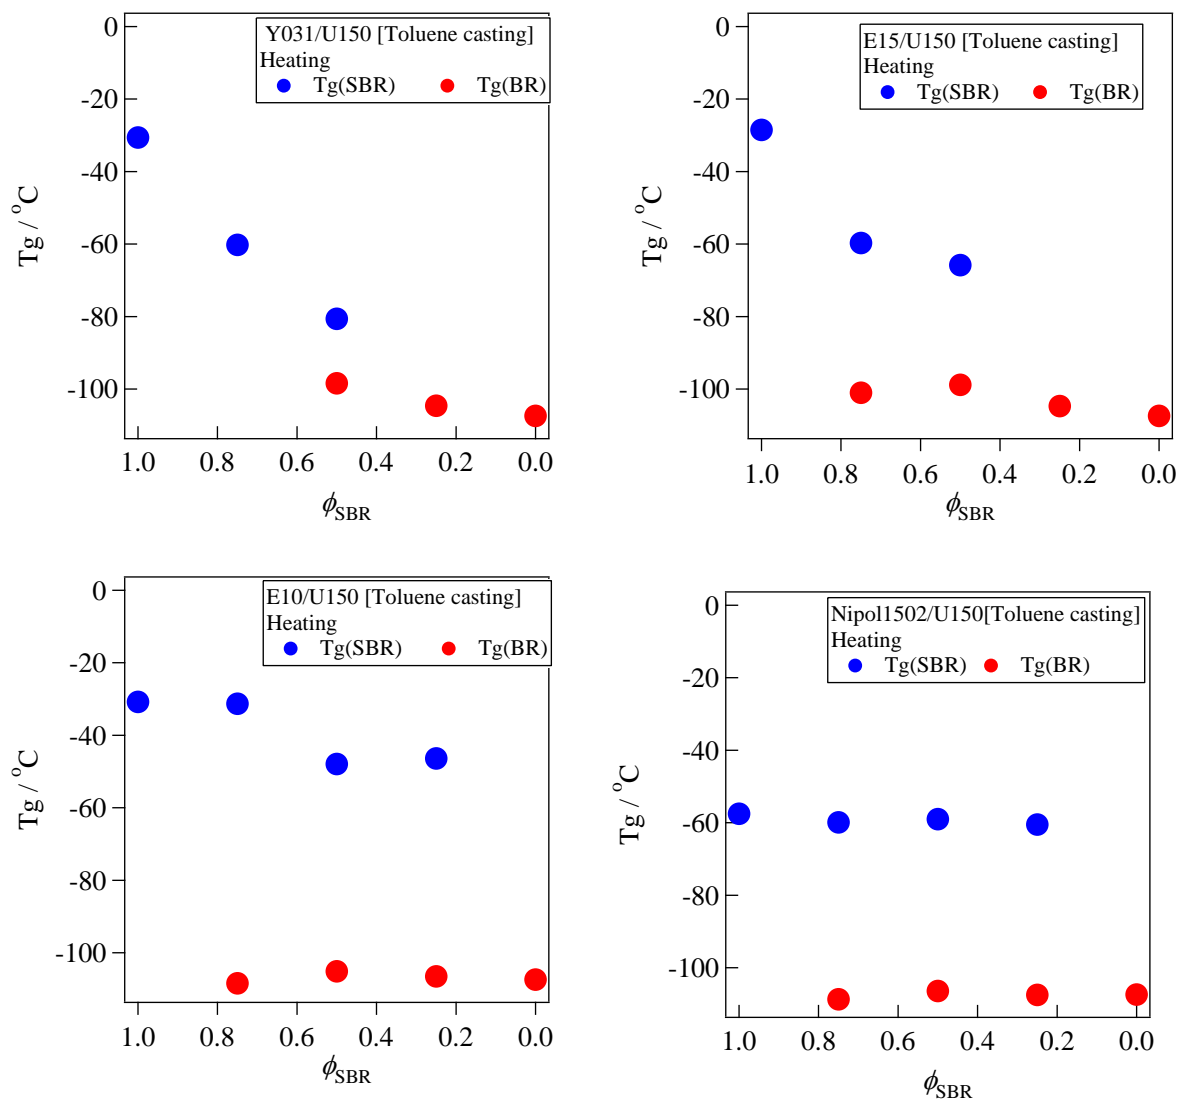 Y031/U150 [Toluene casting]
Heating
Tg(SBR) Tg(BR)
0
-20
-40
-60
-80
-100
Tg / °C
1.0 0.8 0.6 0.4 0.2 0.0
ϕSBR
E15/U150 [Toluene casting]
Heating
Tg(SBR) Tg(BR)
0
-20
-40
-60
-80
-100
Tg / °C
1.0 0.8 0.6 0.4 0.2 0.0
ϕSBR
E10/U150 [Toluene casting]
Heating
Tg(SBR) Tg(BR)
0
-20
-40
-60
-80
-100
Tg / °C
1.0 0.8 0.6 0.4 0.2 0.0
ϕSBR
Nipol1502/U150[Toluene casting]
Heating
Tg(SBR) Tg(BR)
0
-20
-40
-60
-80
-100
Tg / °C
1.0 0.8 0.6 0.4 0.2 0.0
ϕSBR